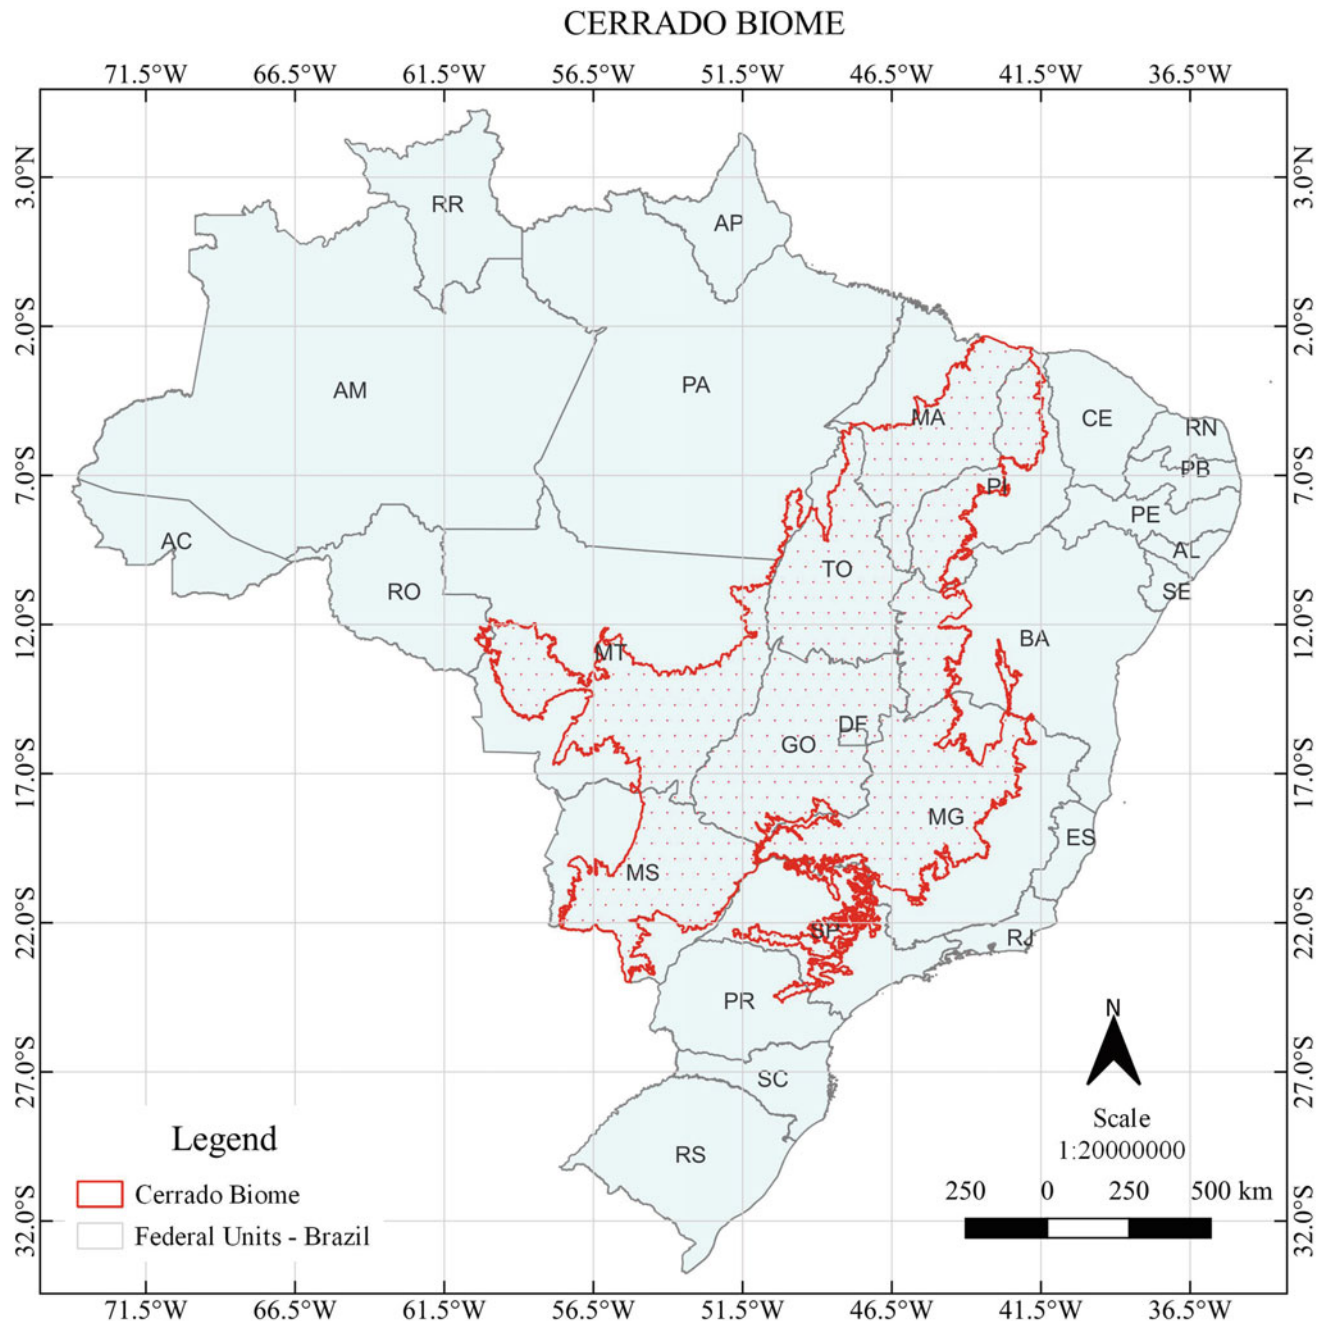 CERRADO BIOME
71.5°W 66.5°W 61.5°W 56.5°W 51.5°W 46.5°W 41.5°W 36.5°W
3.0°N 3.0°N
RR
AP
2.0°S 2.0°S
AM
PA
MA
CE
RN
7.0°S 7.0°S
PB
PI
PE
AC
AL
TO
RO
SE
12.0°S 12.0°S
BA
MT
DF
GO
17.0°S 17.0°S
MG
ES
MS
22.0°S 22.0°S
SP
RJ
PR
N
27.0°S 27.0°S
SC
Scale
1:20000000
Legend
RS
Cerrado Biome
250 0 250 500 km
Federal Units - Brazil
32.0°S 32.0°S
71.5°W 66.5°W 61.5°W 56.5°W 51.5°W 46.5°W 41.5°W 36.5°W